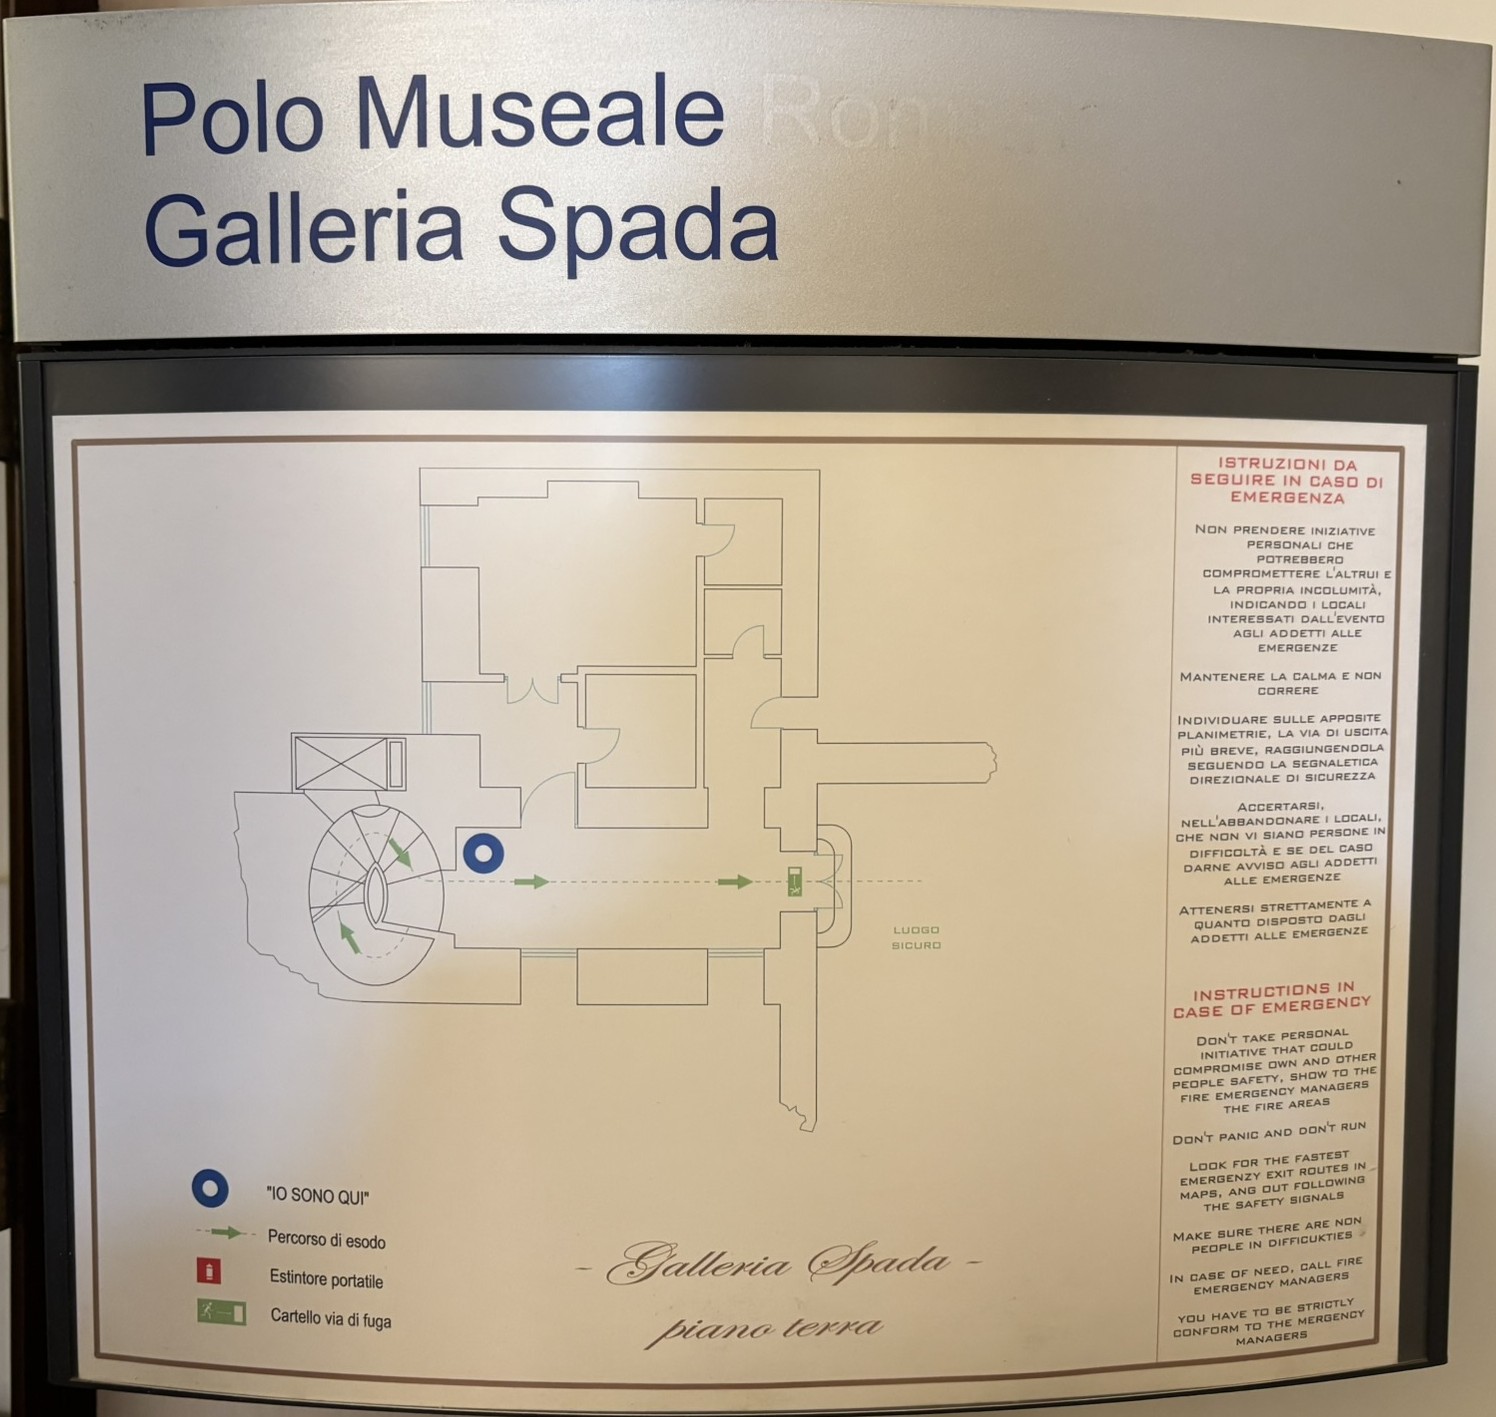 Polo Museale Rom
Galleria Spada
ISTRUZIONI DA
SEGUIRE IN CASO DI
EMERGENZA
NON PRENDERE INIZIATIVE
PERSONALI CHE
POTREBBERO
COMPROMETTERE L'ALTRUI E
LA PROPRIA INCOLUMITÀ,
INDICANDO I LOCALI
INTERESSATI DALL'EVENTO
AGLI ADDETTI ALLE
EMERGENZE
MANTENERE LA CALMA E NON
CORRERE
INDIVIDUARE SULLE APPOSITE
PLANIMETRIE, LA VIA DI USCITA
PIÙ BREVE, RAGGIUNGENDOLA
SEGUENDO LA SEGNALETICA
DIREZIONALE DI SICUREZZA
ACCERTARSI,
NELL'ABBANDONARE I LOCALI,
CHE NON VI SIANO PERSONE IN
DIFFICOLTÀ E SE DEL CASO
DARNE AVVISO AGLI ADDETTI
ALLE EMERGENZE
ATTENERSI STRETTAMENTE A
QUANTO DISPOSTO DAGLI
ADDETTI ALLE EMERGENZE
INSTRUCTIONS IN
CASE OF EMERGENCY
DON'T TAKE PERSONAL
INITIATIVE THAT COULD
COMPROMISE OWN AND OTHER
PEOPLE SAFETY, SHOW TO THE
FIRE EMERGENCY MANAGERS
THE FIRE AREAS
DON'T PANIC AND DON'T RUN
LOOK FOR THE FASTEST
EMERGENZY EXIT ROUTES IN
MAPS, ANG OUT FOLLOWING
THE SAFETY SIGNALS
MAKE SURE THERE ARE NON
PEOPLE IN DIFFICUKTIES
IN CASE OF NEED, CALL FIRE
EMERGENCY MANAGERS
YOU HAVE TO BE STRICTLY
CONFORM TO THE MERGENCY
MANAGERS
LUOGO
SICURO
"IO SONO QUI"
Percorso di esodo
Estintore portatile
Cartello via di fuga
- Galleria Spada -
piano terra